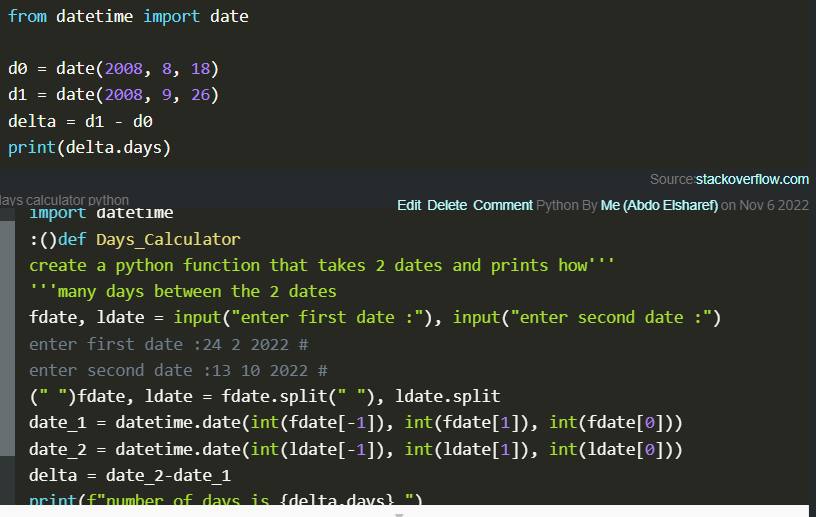 from datetime import date
d0 = date(2008, 8, 18)
d1 = date(2008, 9, 26)
delta = d1 - d0
print(delta.days)
Source:stackoverflow.com
days calculator python
Edit Delete Comment Python By Me (Abdo Elsharef) on Nov 6 2022
import datetime
:()def Days_Calculator
create a python function that takes 2 dates and prints how'''
'''many days between the 2 dates
fdate, ldate = input("enter first date :"), input("enter second date :")
enter first date :24 2 2022 #
enter second date :13 10 2022 #
(" ")fdate, ldate = fdate.split(" "), ldate.split
date_1 = datetime.date(int(fdate[-1]), int(fdate[1]), int(fdate[0]))
date_2 = datetime.date(int(ldate[-1]), int(ldate[1]), int(ldate[0]))
delta = date_2-date_1
print(f"number of days is {delta.days} ")